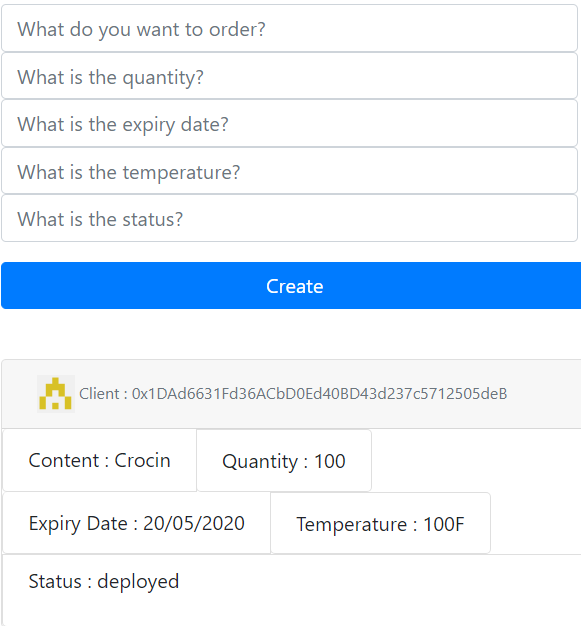 What do you want to order?
What is the quantity?
What is the expiry date?
What is the temperature?
What is the status?
Create
Client : 0x1DAd6631Fd36ACbD0Ed40BD43d237c5712505deB
Content : Crocin
Quantity : 100
Expiry Date : 20/05/2020
Temperature : 100F
Status : deployed